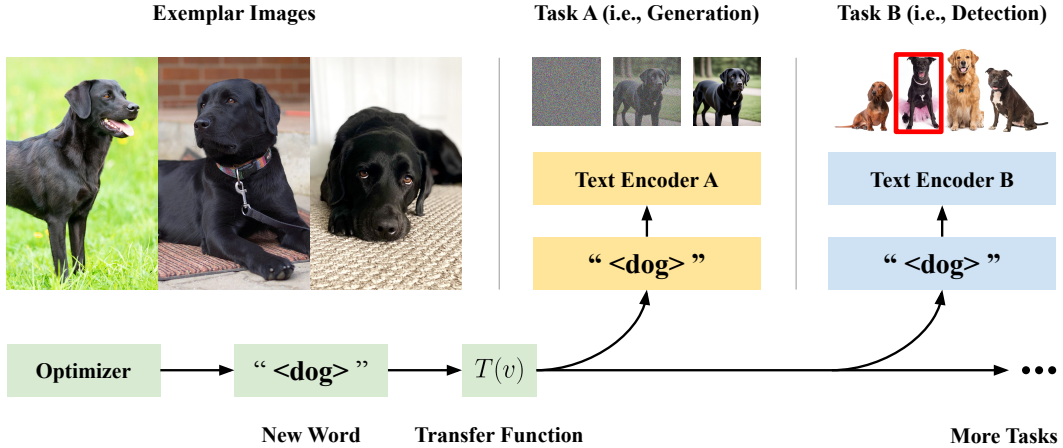 Exemplar Images
Task A (i.e., Generation)
Task B (i.e., Detection)
Text Encoder A
Text Encoder B
“ <dog> ”
“ <dog> ”
Optimizer
“ <dog> ”
T(v)
•••
New Word
Transfer Function
More Tasks